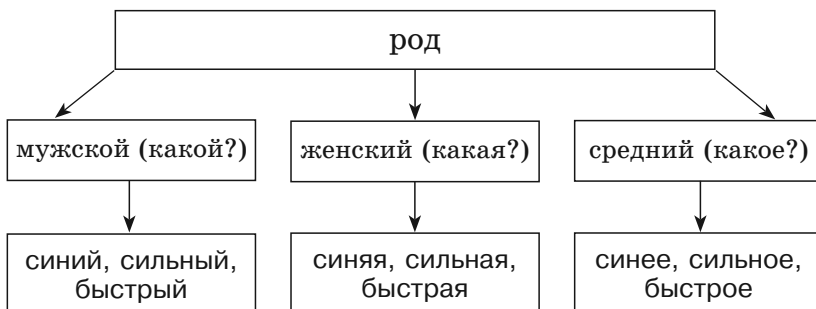 род
мужской (какой?)
женский (какая?)
средний (какое?)
синий, сильный,
быстрый
синяя, сильная,
быстрая
синее, сильное,
быстрое